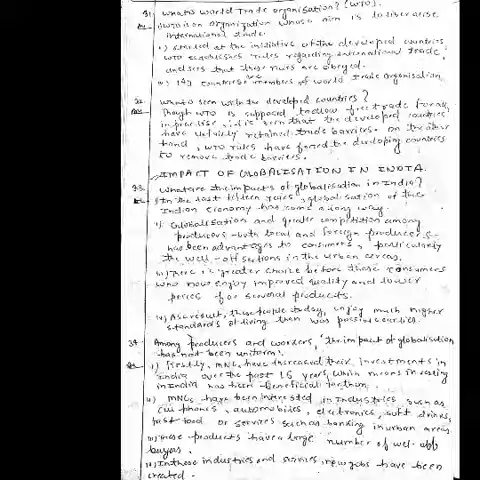 31. What is World Trade Organisation? (WTO).
Ans. i) WTO is an organization whose aim is to liberalise
international trade.
ii) Started at the initiative of the developed countries
WTO establishes rules regarding international trade,
and sees that these rules are obeyed.
iii) 149 countries are members of world trade organisation.
32. What is seen with the developed countries?
Ans Though WTO is supposed to allow free trade for all,
in practise, it is seen that the developed countries
have unfairly retained trade barriers. On the other
hand, WTO rules have forced the developing countries
to remove trade barriers.
IMPACT OF GLOBALISATION IN INDIA.
33. What are the impacts of globalisation in India?
i) In the last fifteen years, globalisation of the
Indian economy has come a long way.
ii) Globalisation and greater competition among
producers - both local and foreign producers
has been advantages to consumers, particularly
the well-off sections in the urban areas.
iii) There is greater choice before these consumers
who now enjoy improved quality and lower
prices for several products.
iv) As a result, these people today, enjoy much higher
standards of living than was possible earlier.
34. Among producers and workers, the impact of globalisation
has not been uniform.
i) Firstly, MNCs have increased their investments in
India over the past 15 years, which means investing
in India has been beneficial for them.
ii) MNCs have been interested in industries such as
cell phones, automobiles, electronics, soft drinks,
fast food or services such as banking in urban areas.
iii) These products have a large number of well-off
buyers.
iv) In these industries and services, new jobs have been
created.